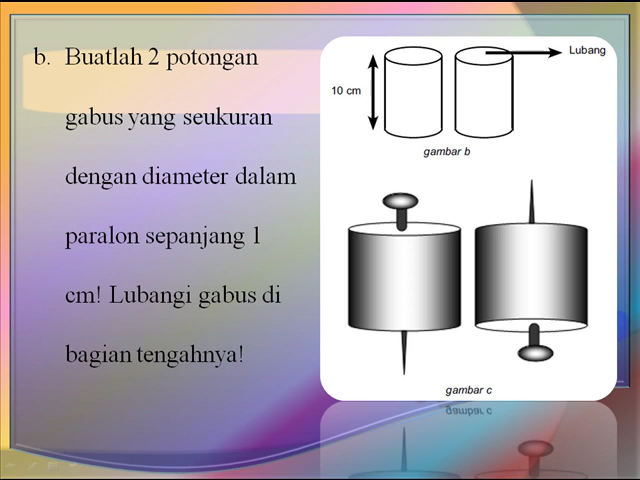 b. Buatlah 2 potongan
gabus yang seukuran
dengan diameter dalam
paralon sepanjang 1
cm! Lubangi gabus di
bagian tengahnya!
Lubang
10 cm
gambar b
gambar c